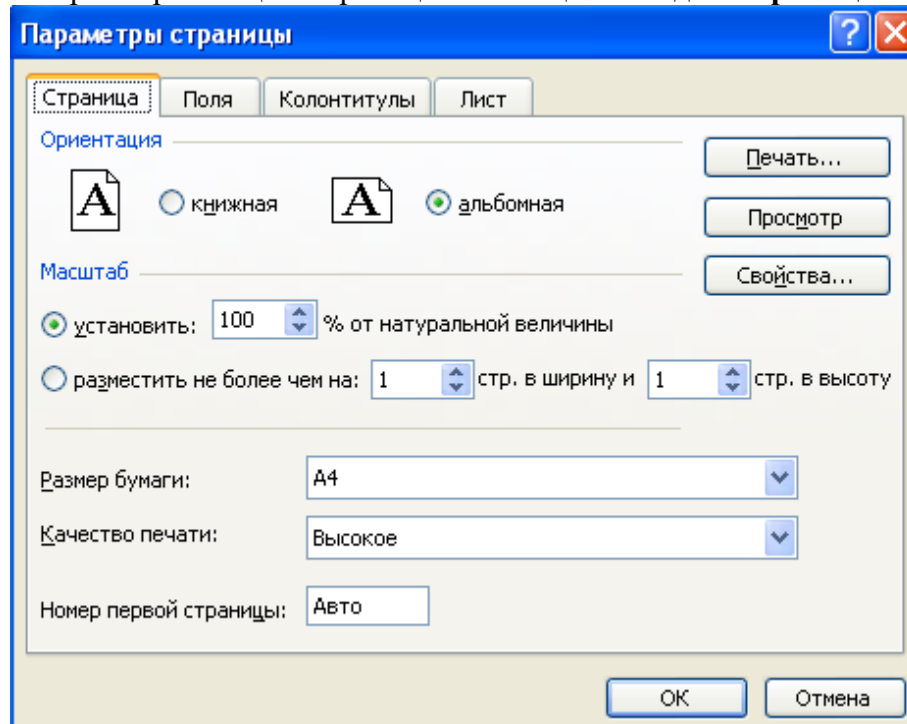 Параметры страницы
Страница Поля Колонтитулы Лист
Ориентация
Печать...
A книжная A альбомная
Просмотр
Масштаб
Свойства...
установить: 100 % от натуральной величины
разместить не более чем на: 1 стр. в ширину и 1 стр. в высоту
Размер бумаги: A4
Качество печати: Высокое
Номер первой страницы: Авто
ОК Отмена